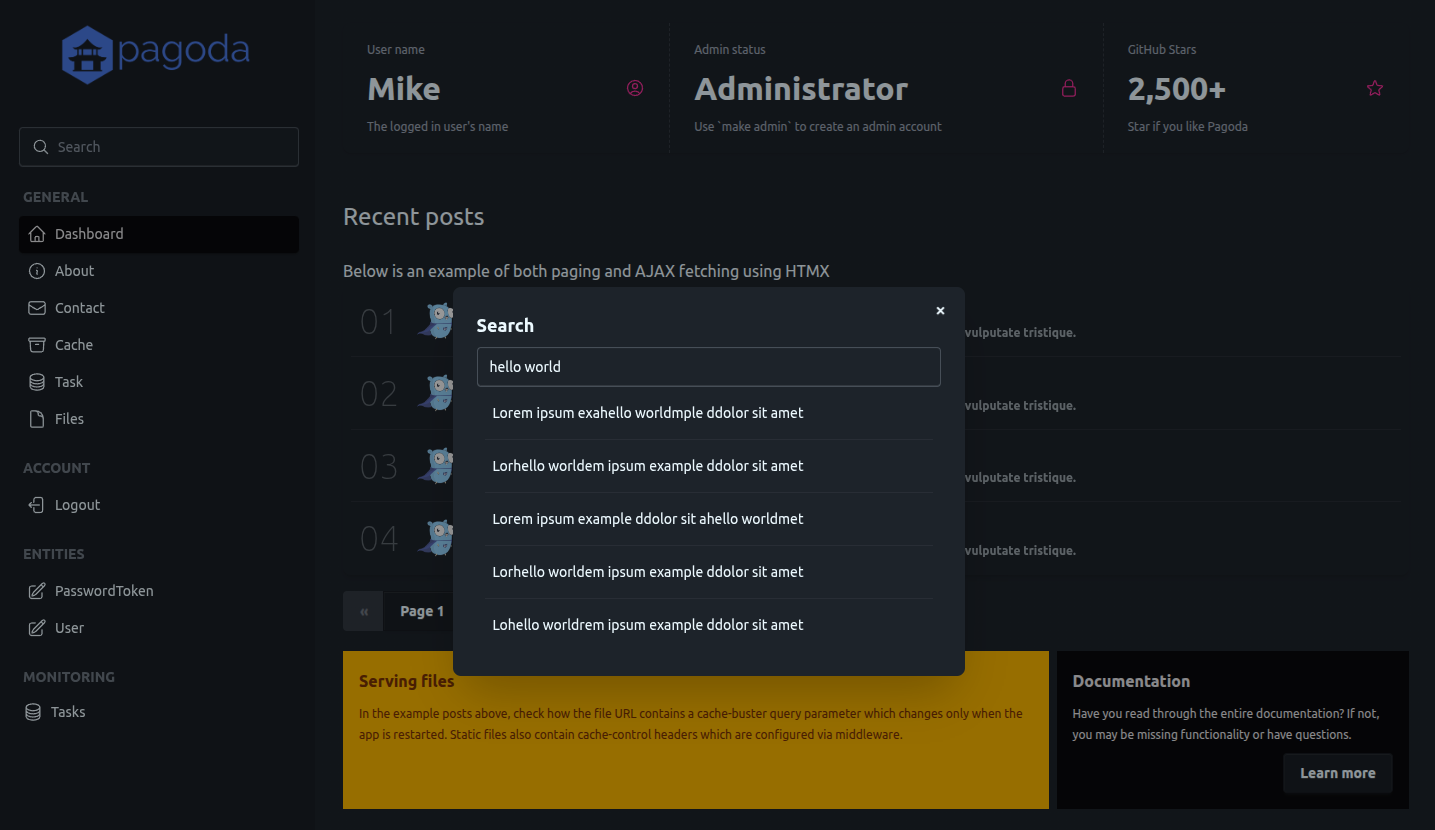 pagoda
Search
GENERAL
Dashboard
About
Contact
Cache
Task
Files
ACCOUNT
Logout
ENTITIES
PasswordToken
User
MONITORING
Tasks
User name
Mike
The logged in user's name
Admin status
Administrator
Use `make admin` to create an admin account
GitHub Stars
2,500+
Star if you like Pagoda
Recent posts
Below is an example of both paging and AJAX fetching using HTMX
01
vulputate tristique.
02
vulputate tristique.
03
vulputate tristique.
04
vulputate tristique.
« Page 1
Search
hello world
Lorem ipsum exahello worldmple ddolor sit amet
Lorhello worldem ipsum example ddolor sit amet
Lorem ipsum example ddolor sit ahello worldmet
Lorhello worldem ipsum example ddolor sit amet
Lohello worldrem ipsum example ddolor sit amet
Serving files
In the example posts above, check how the file URL contains a cache-buster query parameter which changes only when the
app is restarted. Static files also contain cache-control headers which are configured via middleware.
Documentation
Have you read through the entire documentation? If not,
you may be missing functionality or have questions.
Learn more